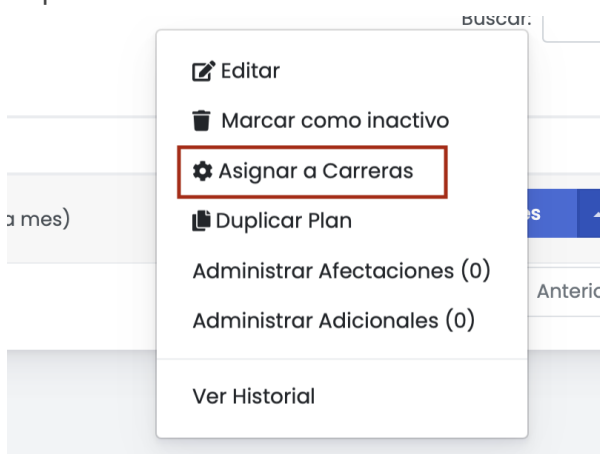 Buscar:
Editar
Marcar como inactivo
Asignar a Carreras
a mes)
Duplicar Plan
es
Administrar Afectaciones (0)
Anterio
Administrar Adicionales (0)
Ver Historial